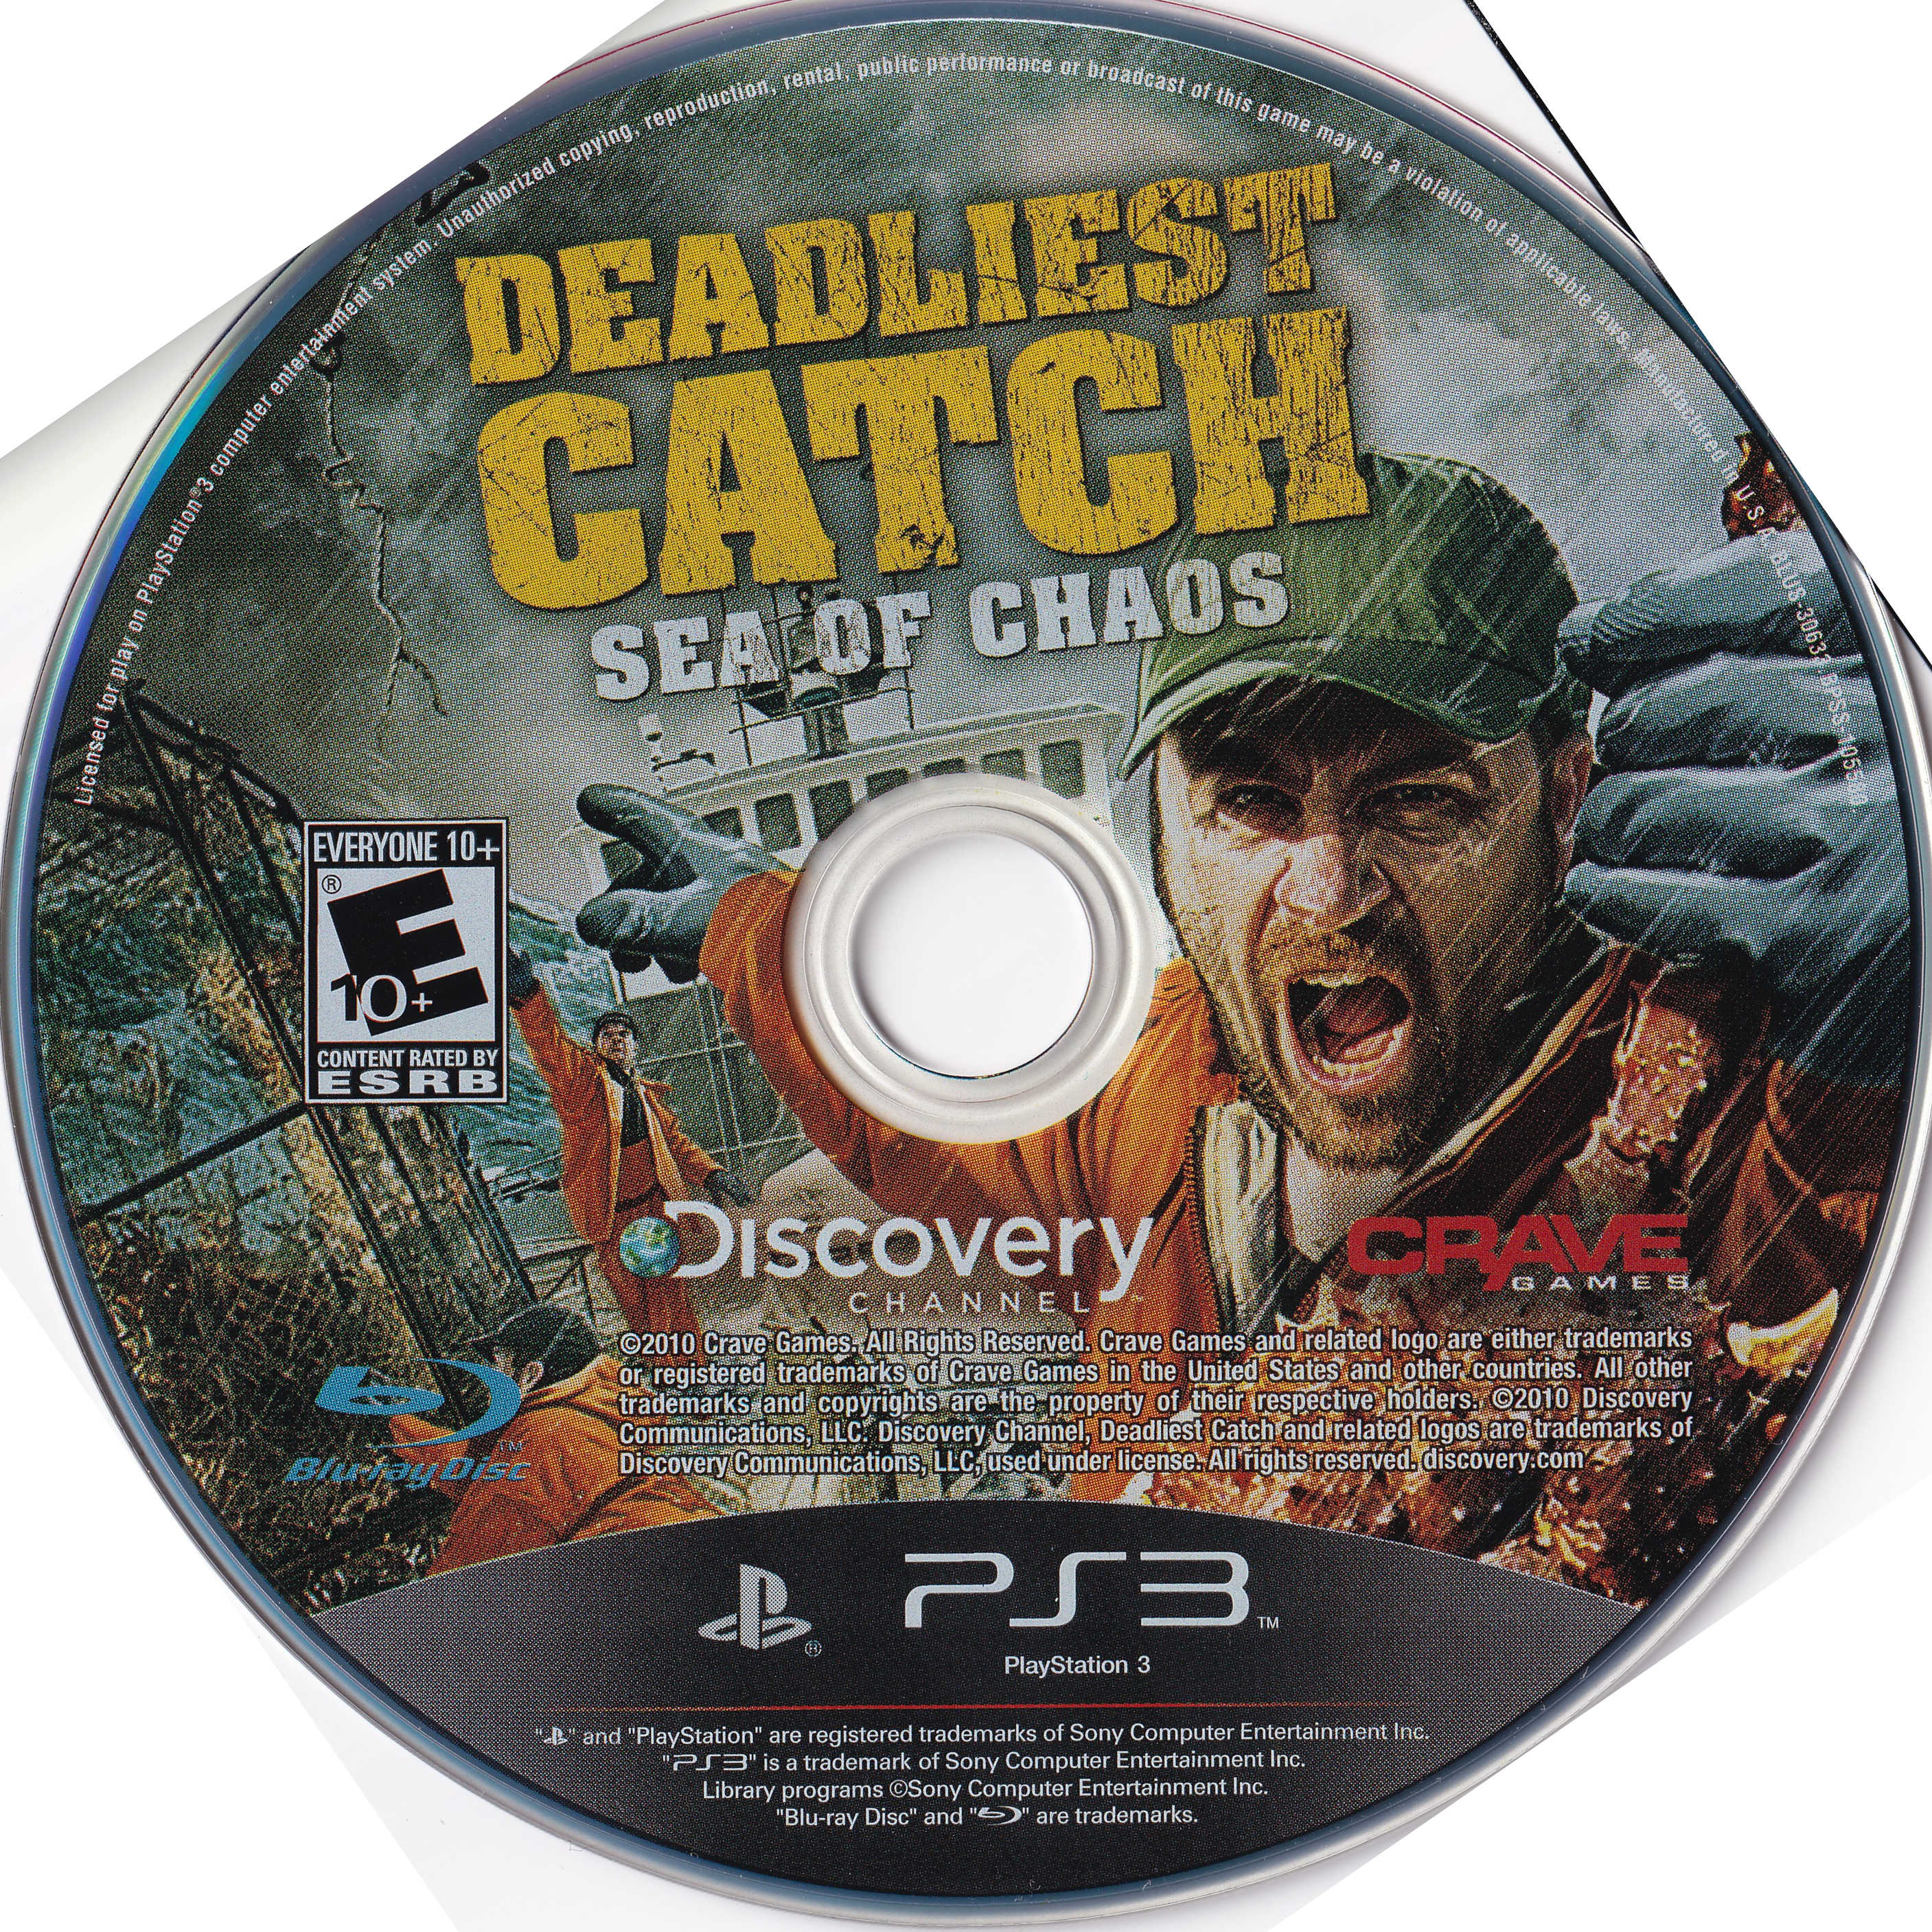 Licensed for play on PlayStation®3 computer entertainment system. Unauthorized copying, reproduction, rental, public performance or broadcast of this game may be a violation of applicable laws. Manufactured in U.S.A.
DEADLIEST
CATCH
SEA OF CHAOS
EVERYONE 10+
®
E
10+
CONTENT RATED BY
ESRB
DISCOVERY
CHANNEL
CRAVE
GAMES
©2010 Crave Games. All Rights Reserved. Crave Games and related logo are either trademarks
or registered trademarks of Crave Games in the United States and other countries. All other
trademarks and copyrights are the property of their respective holders. ©2010 Discovery
Communications, LLC. Discovery Channel, Deadliest Catch and related logos are trademarks of
Discovery Communications, LLC, used under license. All rights reserved. discovery.com
Blu-ray Disc™
®
PS3™
PlayStation 3
"" and "PlayStation" are registered trademarks of Sony Computer Entertainment Inc.
"PS3" is a trademark of Sony Computer Entertainment Inc.
Library programs ©Sony Computer Entertainment Inc.
"Blu-ray Disc" and "" are trademarks.